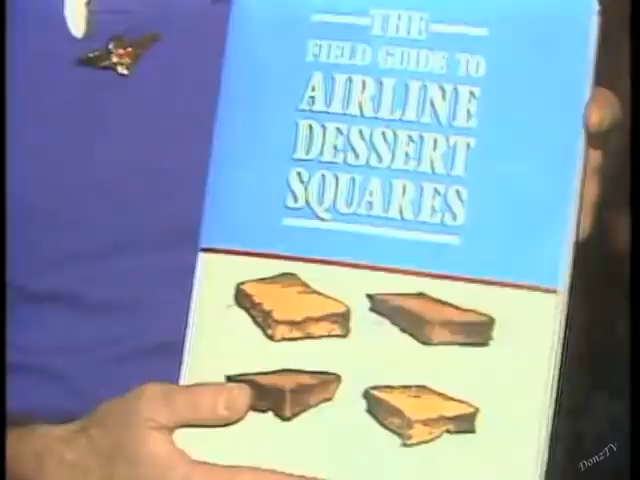 THE
FIELD GUIDE TO
AIRLINE
DESSERT
SQUARES
DonzTV